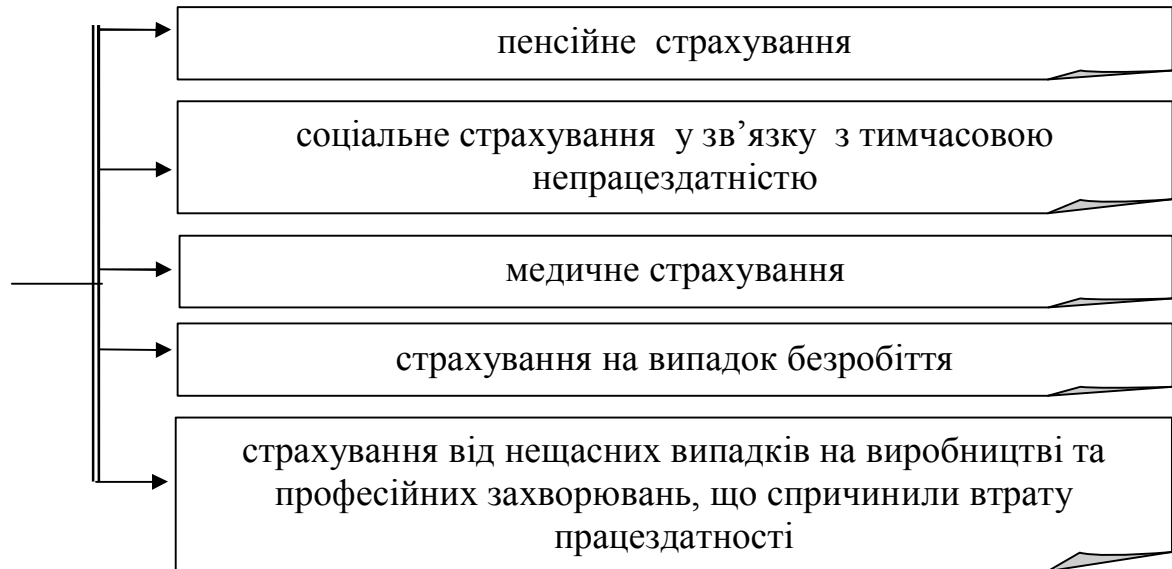 пенсійне страхування
соціальне страхування у зв’язку з тимчасовою
непрацездатністю
медичне страхування
страхування на випадок безробіття
страхування від нещасних випадків на виробництві та
професійних захворювань, що спричинили втрату
працездатності